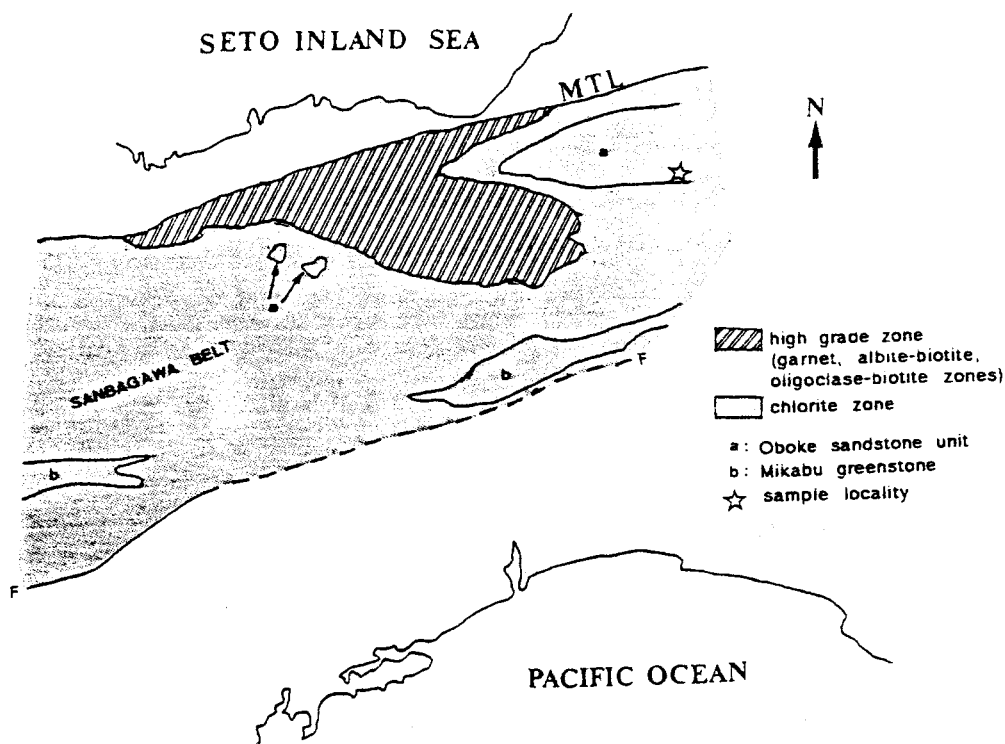 SETO INLAND SEA
MTL
N
a
a
SANBAGAWA BELT
b
F
b
F
high grade zone
(garnet, albite-biotite,
oligoclase-biotite zones)
chlorite zone
a: Oboke sandstone unit
b: Mikabu greenstone
sample locality
PACIFIC OCEAN